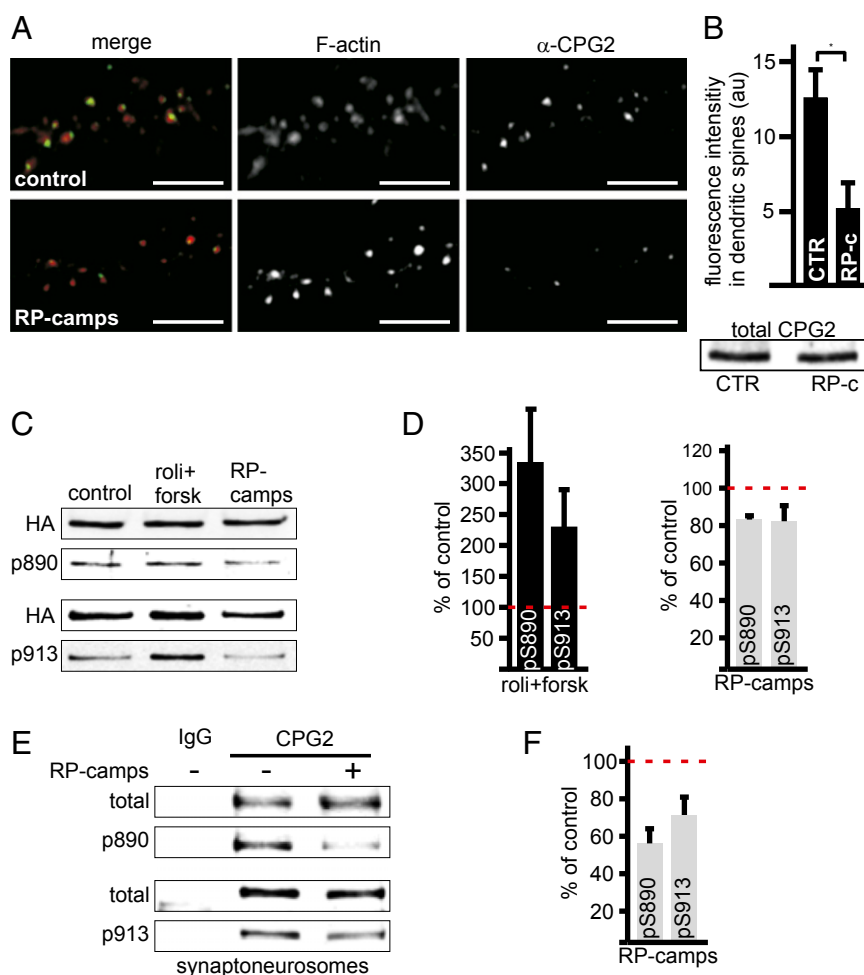 A
merge
F-actin
α-CPG2
control
RP-camps
B
fluorescence intensitiy
in dendritic spines (au)
15
10
5
*
CTR
RP-c
total CPG2
CTR
RP-c
C
control
roli+
forsk
RP-
camps
HA
p890
HA
p913
D
% of control
350
300
250
200
150
100
50
pS890
pS913
roli+forsk
% of control
120
100
80
60
40
20
pS890
pS913
RP-camps
E
IgG
CPG2
RP-camps - - +
total
p890
total
p913
synaptoneurosomes
F
% of control
100
80
60
40
20
pS890
pS913
RP-camps